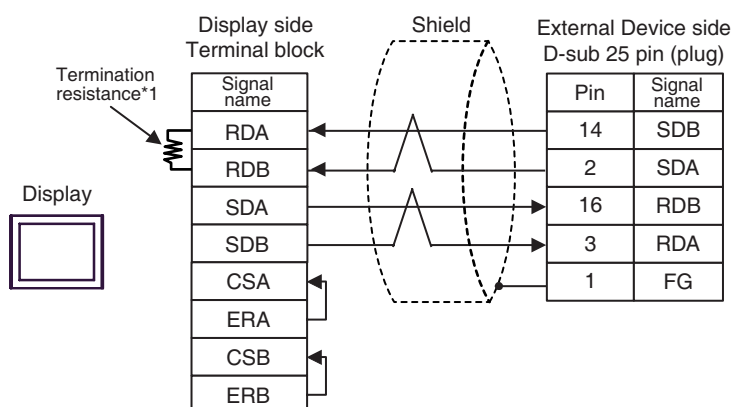 Display side
Terminal block
Shield
External Device side
D-sub 25 pin (plug)
Termination
resistance*1
Display
Signal
name
RDA
RDB
SDA
SDB
CSA
ERA
CSB
ERB
Pin
Signal
name
14 SDB
2 SDA
16 RDB
3 RDA
1 FG